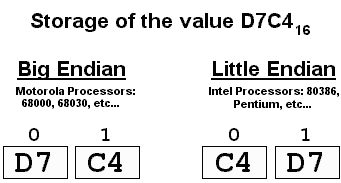 Storage of the value D7C4₁₆
Big Endian
Motorola Processors:
68000, 68030, etc...
0 1
D7 C4
Little Endian
Intel Processors: 80386,
Pentium, etc...
0 1
C4 D7